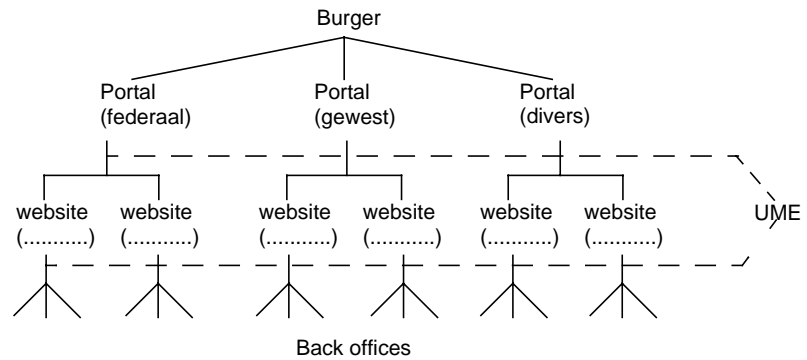 Burger
Portal Portal Portal
(federaal) (gewest) (divers)
website website website website website website UME
(...........) (...........) (...........) (...........) (...........) (...........)
Back offices